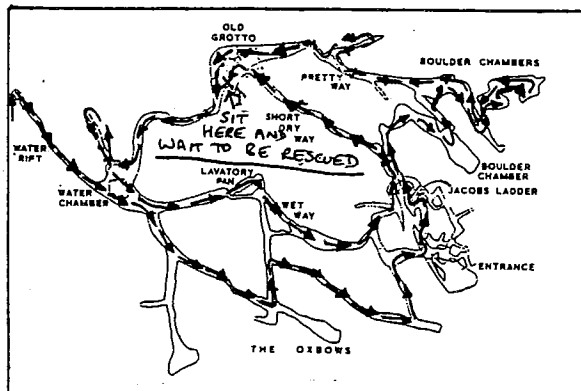 OLD
GROTTO
BOULDER CHAMBERS
PRETTY
WAY
SIT
HERE AND
WAIT TO BE RESCUED
SHORT
DRY
WAY
WATER
RIFT
BOULDER
CHAMBER
LAVATORY
PAN
JACOBS LADDER
WATER
CHAMBER
WET
WAY
ENTRANCE
THE OXBOWS